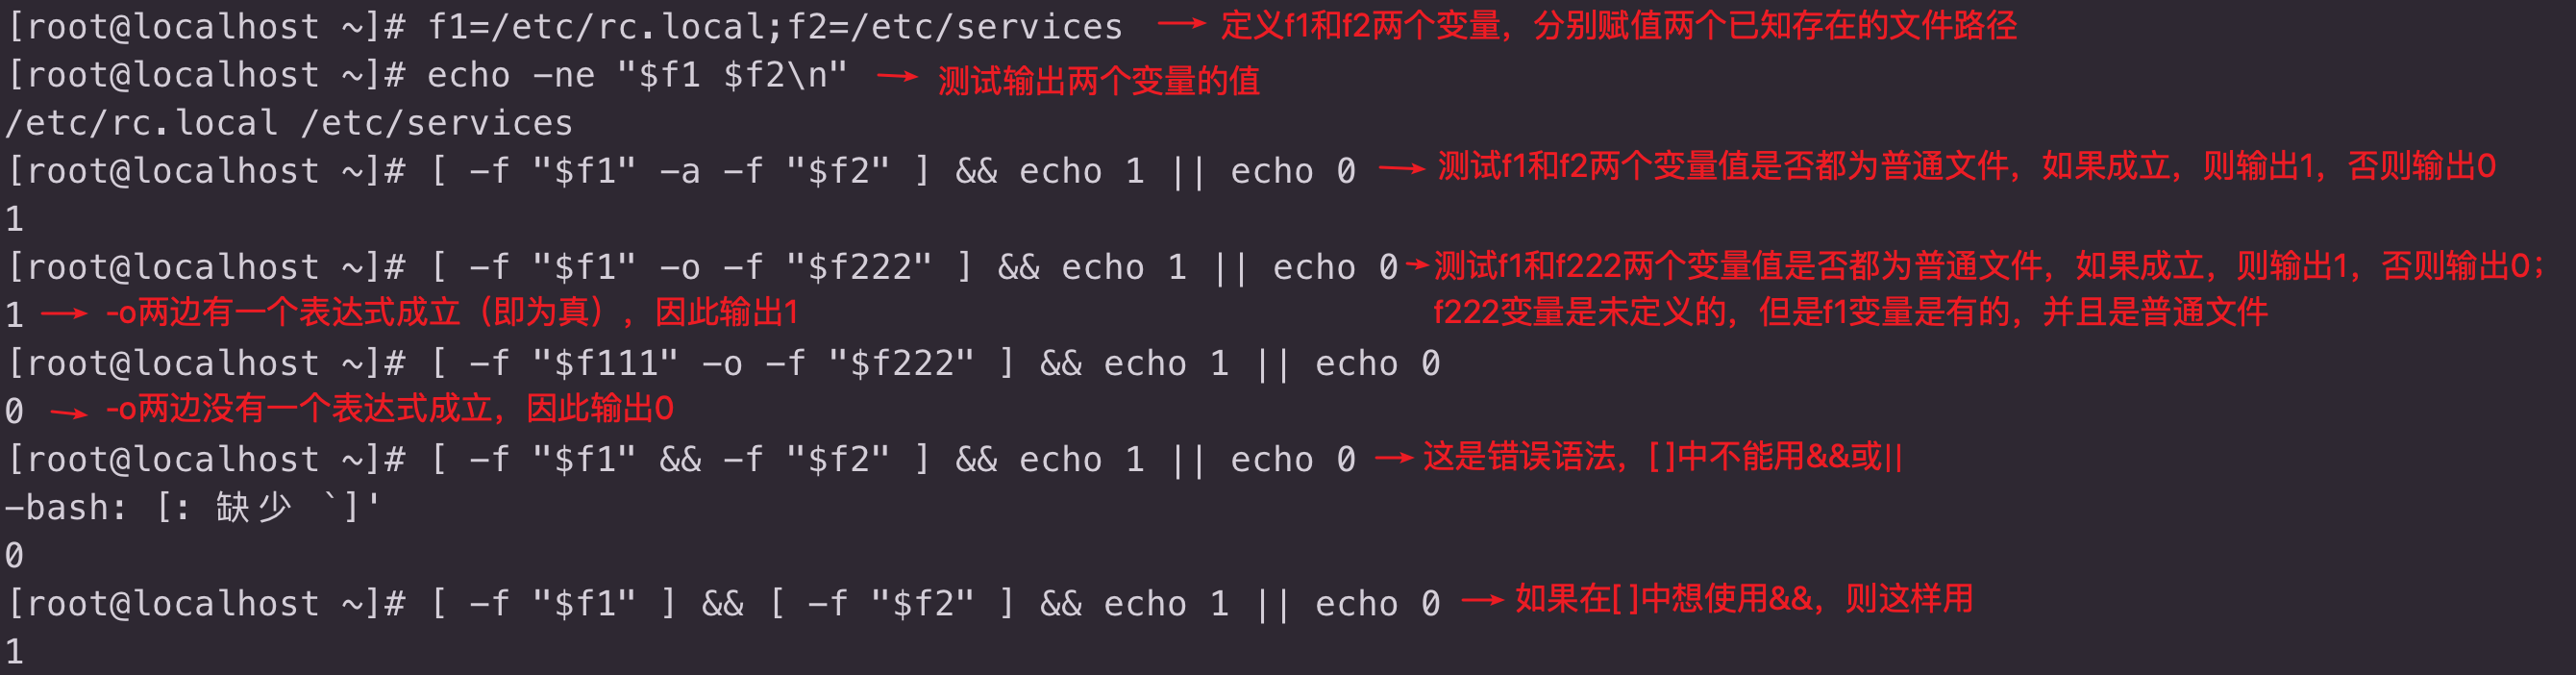 [root@localhost ~]# f1=/etc/rc.local;f2=/etc/services → 定义f1和f2两个变量，分别赋值两个已知存在的文件路径
[root@localhost ~]# echo -ne "$f1 $f2\n" → 测试输出两个变量的值
/etc/rc.local /etc/services
[root@localhost ~]# [ -f "$f1" -a -f "$f2" ] && echo 1 || echo 0 → 测试f1和f2两个变量值是否都为普通文件，如果成立，则输出1，否则输出0
1
[root@localhost ~]# [ -f "$f1" -o -f "$f222" ] && echo 1 || echo 0 → 测试f1和f222两个变量值是否都为普通文件，如果成立，则输出1，否则输出0；
1 → -o两边有一个表达式成立（即为真），因此输出1 f222变量是未定义的，但是f1变量是有的，并且是普通文件
[root@localhost ~]# [ -f "$f111" -o -f "$f222" ] && echo 1 || echo 0
0 → -o两边没有一个表达式成立，因此输出0
[root@localhost ~]# [ -f "$f1" && -f "$f2" ] && echo 1 || echo 0 → 这是错误语法，[ ]中不能用&&或||
-bash: [: 缺少 `]'
0
[root@localhost ~]# [ -f "$f1" ] && [ -f "$f2" ] && echo 1 || echo 0 → 如果在[ ]中想使用&&，则这样用
1